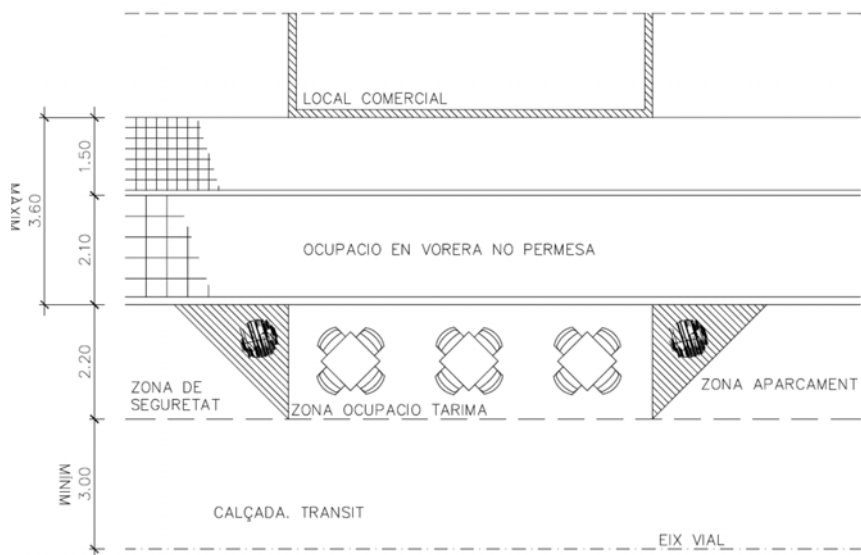 LOCAL COMERCIAL
1.50
3.60
MÀXIM
2.10
OCUPACIO EN VORERA NO PERMESA
2.20
ZONA DE
SEGURETAT
ZONA OCUPACIO TARIMA
ZONA APARCAMENT
3.00
MÍNIM
CALÇADA. TRANSIT
EIX VIAL